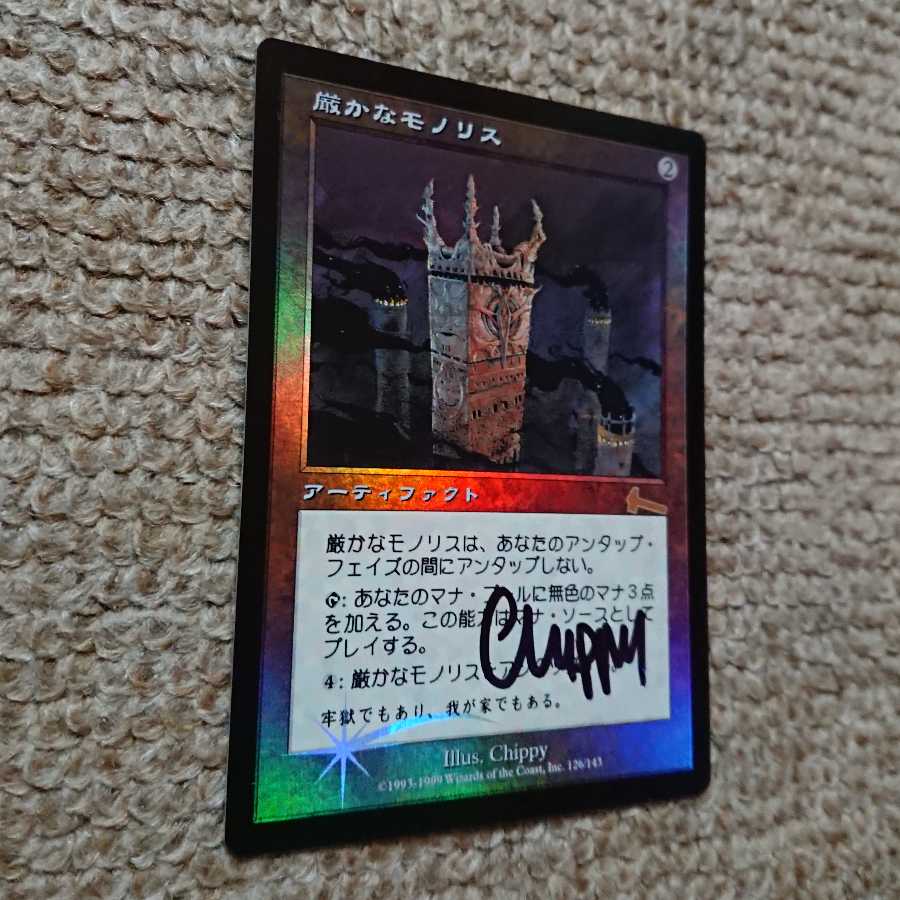 厳かなモノリス
2
アーティファクト
厳かなモノリスは、あなたのアンタップ・
フェイズの間にアンタップしない。
: あなたのマナ・ ルに無色のマナ3点
を加える。この能 はマナ・ソースとして
プレイする。
4: 厳かなモノリス
牢獄でもあり、我が家でもある。
Chippy
Illus. Chippy
©1993-1999 Wizards of the Coast, Inc. 126/143